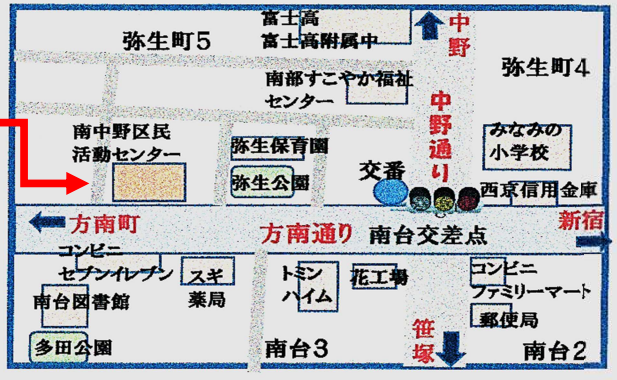 富士高
富士高附属中
中野
弥生町5
弥生町4
南部すこやか福祉
センター
中野通り
南中野区民
活動センター
弥生保育園
みなみの
小学校
交番
弥生公園
西京信用金庫
方南町
方南通り
南台交差点
新宿
コンビニ
セブンイレブン
スギ
薬局
トミン
ハイム
花工場
コンビニ
ファミリーマート
南台図書館
郵便局
笹塚
多田公園
南台3
南台2